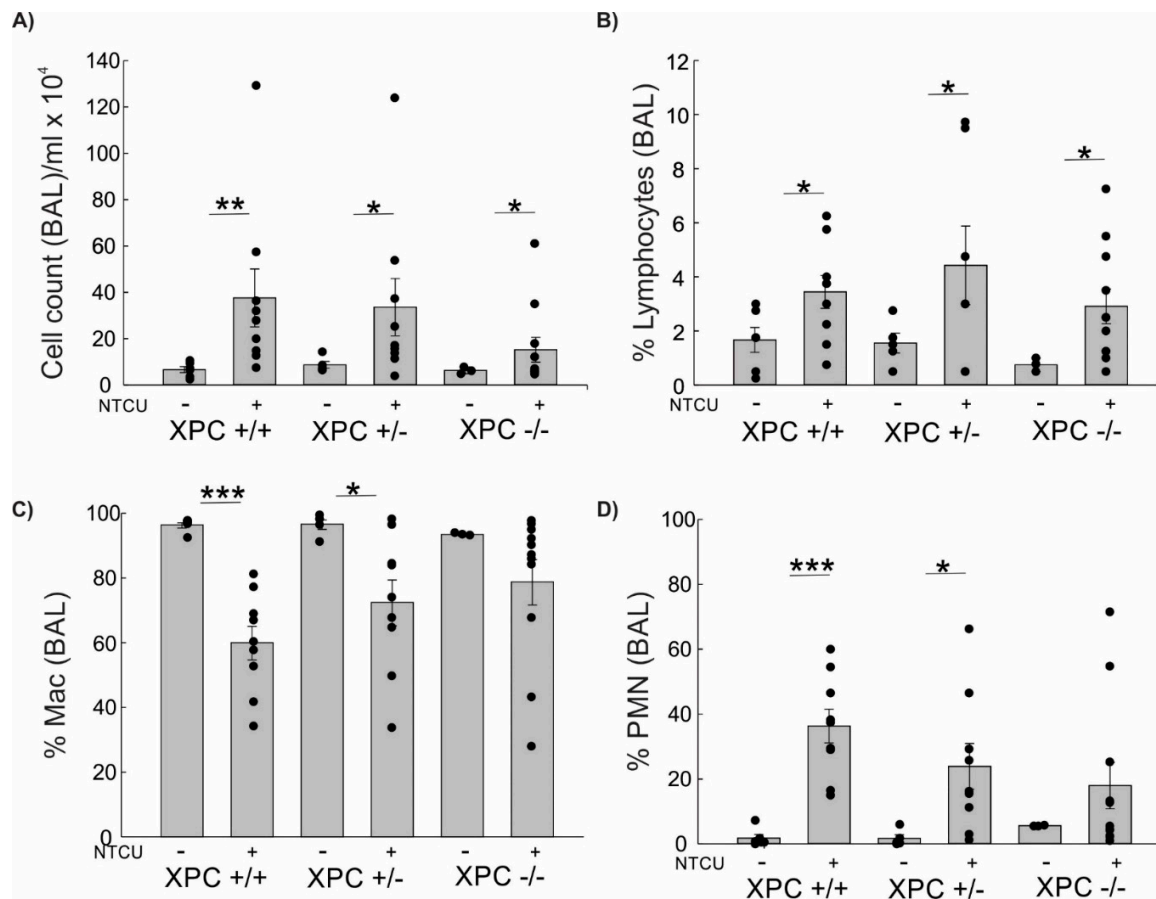 A)
Cell count (BAL)/ml x 10⁴
140
120
100
80
60
40
20
0
**
*
*
NTCU - + - + - +
XPC +/+ XPC +/- XPC -/-
B)
% Lymphocytes (BAL)
12
10
8
6
4
2
0
*
*
*
NTCU - + - + - +
XPC +/+ XPC +/- XPC -/-
C)
% Mac (BAL)
100
80
60
40
20
0
***
*
NTCU - + - + - +
XPC +/+ XPC +/- XPC -/-
D)
% PMN (BAL)
100
80
60
40
20
0
***
*
NTCU - + - + - +
XPC +/+ XPC +/- XPC -/-